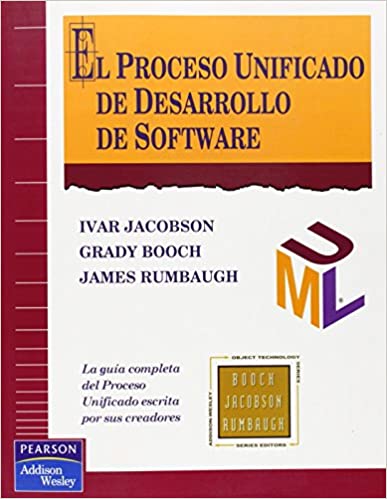 EL PROCESO UNIFICADO
DE DESARROLLO
DE SOFTWARE
IVAR JACOBSON
GRADY BOOCH
JAMES RUMBAUGH
UML®
La guía completa
del Proceso
Unificado escrita
por sus creadores
OBJECT TECHNOLOGY
SERIES
ADDISON-WESLEY
BOOCH
JACOBSON
RUMBAUGH
SERIES EDITORS
PEARSON
Addison
Wesley